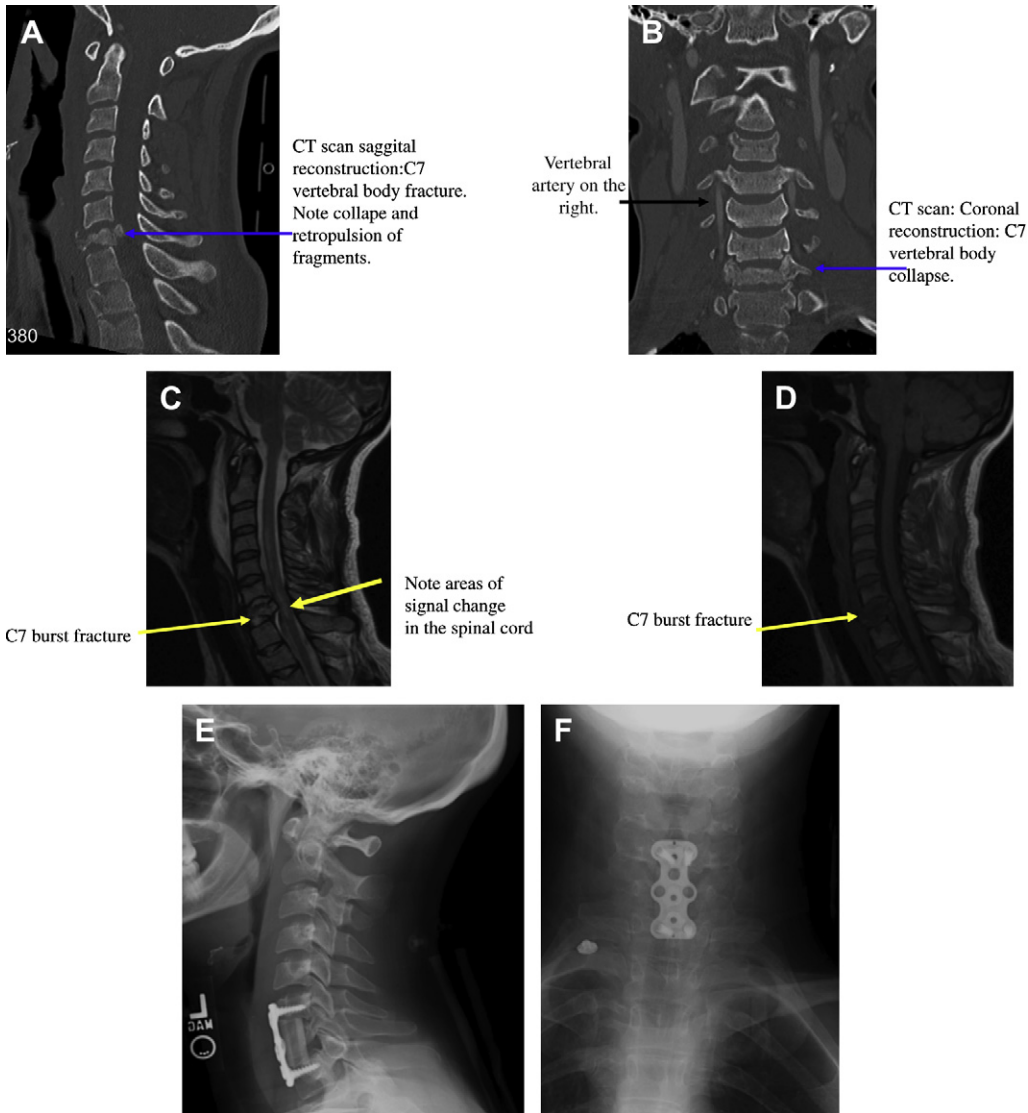 A
CT scan saggital
reconstruction:C7
vertebral body fracture.
Note collape and
retropulsion of
fragments.
380
B
Vertebral
artery on the
right.
CT scan: Coronal
reconstruction: C7
vertebral body
collapse.
C
C7 burst fracture
Note areas of
signal change
in the spinal cord
D
C7 burst fracture
E
L
DAM
F